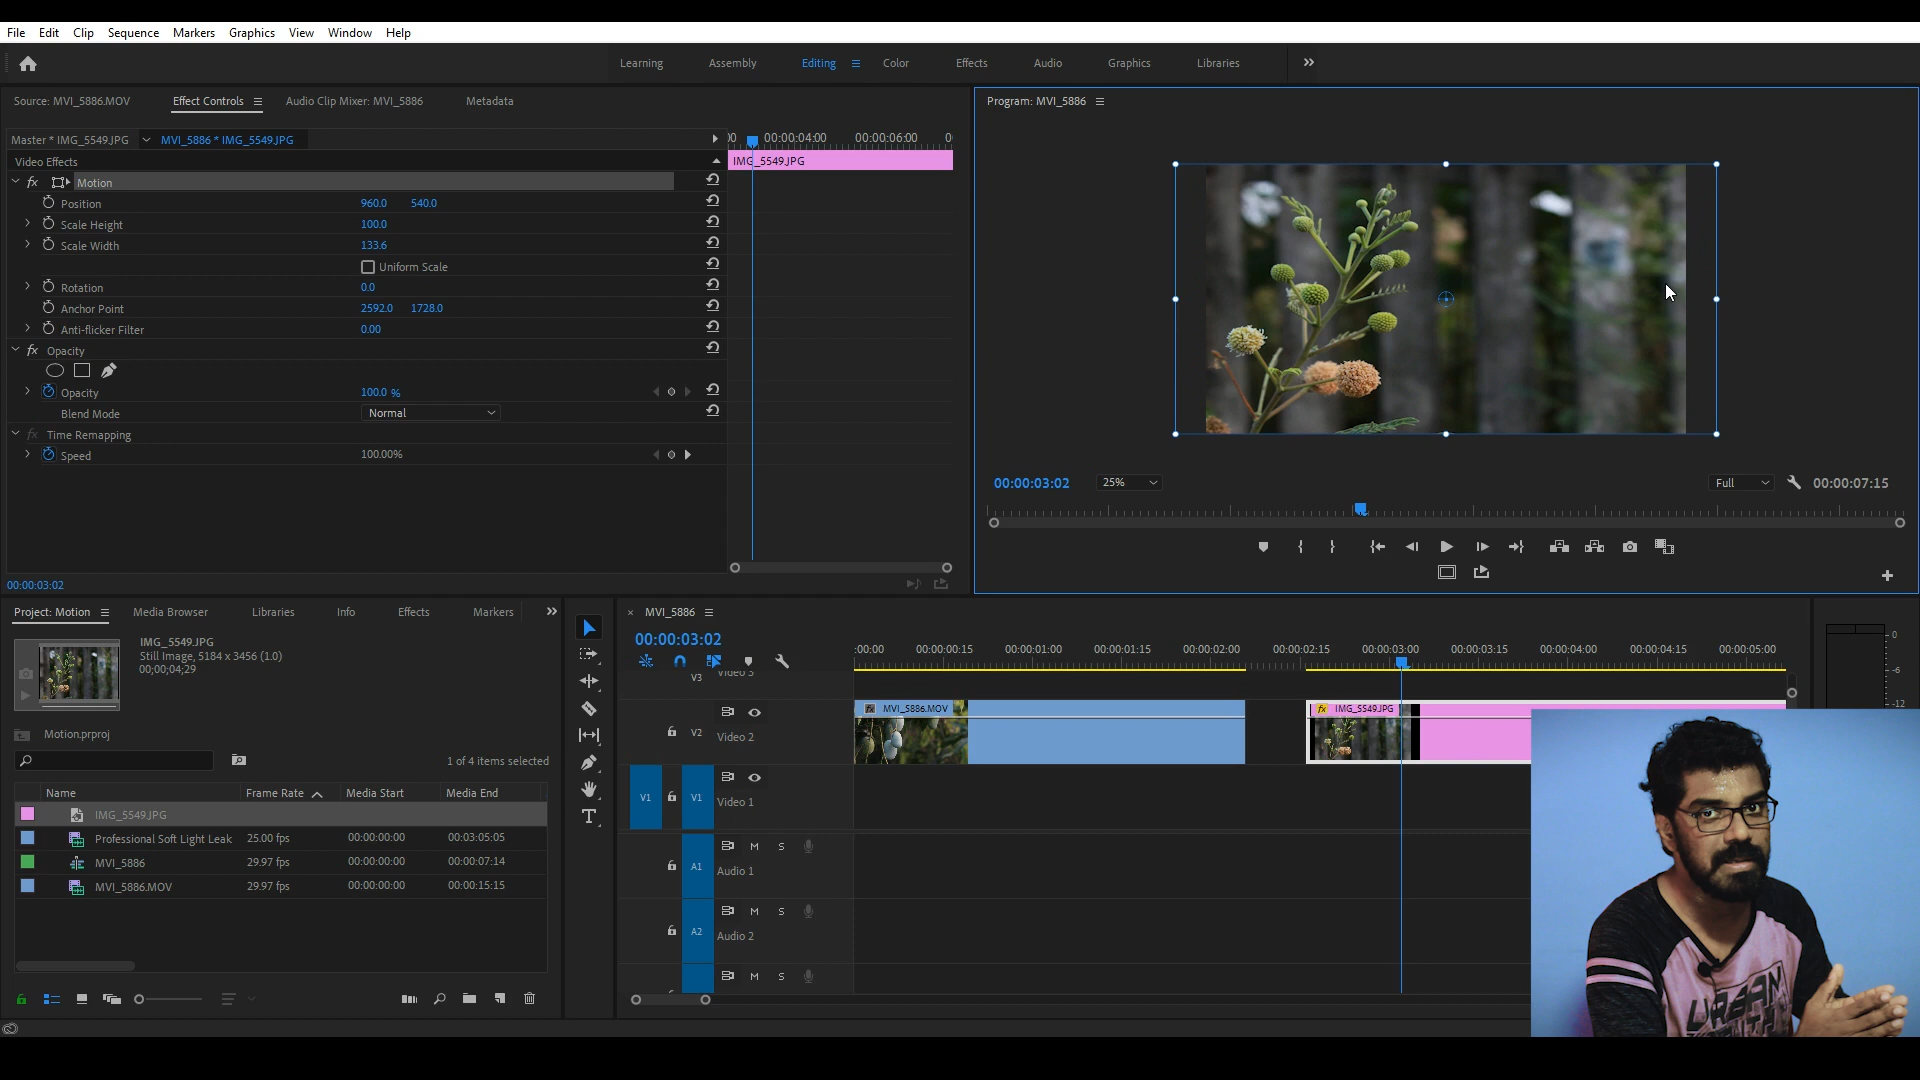 File Edit Clip Sequence Markers Graphics View Window Help
Learning Assembly Editing Color Effects Audio Graphics Libraries
Source: MVI_5886.MOV Effect Controls Audio Clip Mixer: MVI_5886 Metadata
Master * IMG_5549.JPG MVI_5886 * IMG_5549.JPG
00:00:04:00 00:00:06:00
Video Effects
IMG_5549.JPG
fx Motion
Position 960.0 540.0
Scale Height 100.0
Scale Width 133.6
Uniform Scale
Rotation 0.0
Anchor Point 2592.0 1728.0
Anti-flicker Filter 0.00
fx Opacity
Opacity 100.0 %
Blend Mode Normal
fx Time Remapping
Speed 100.00%
00:00:03:02
Program: MVI_5886
00:00:03:02 25% Full 00:00:07:15
Project: Motion Media Browser Libraries Info Effects Markers
IMG_5549.JPG
Still Image, 5184 x 3456 (1.0)
00;00;04;29
Motion.prproj
1 of 4 items selected
Name Frame Rate Media Start Media End
IMG_5549.JPG
Professional Soft Light Leak 25.00 fps 00:00:00:00 00:03:05:05
MVI_5886 29.97 fps 00:00:00:00 00:00:07:14
MVI_5886.MOV 29.97 fps 00:00:00:00 00:00:15:15
MVI_5886
00:00:03:02
:00:00 00:00:00:15 00:00:01:00 00:00:01:15 00:00:02:00 00:00:02:15 00:00:03:00 00:00:03:15 00:00:04:00 00:00:04:15 00:00:05:00
V3 Video 3
fx MVI_5886.MOV fx IMG_5549.JPG
V2 Video 2
V1 V1 Video 1
M S
A1 Audio 1
M S
A2 Audio 2
M S
0
-6
-12
URBAN